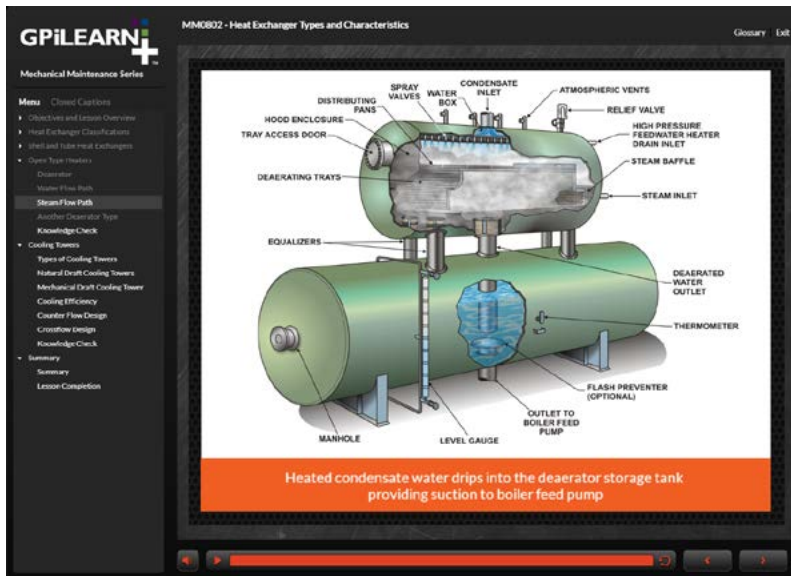 GPiLEARN+
™
Mechanical Maintenance Series
MM0802 - Heat Exchanger Types and Characteristics
Glossary
Exit
Menu
Closed Captions
Objectives and Lesson Overview
Heat Exchanger Classifications
Shell and Tube Heat Exchangers
Open Type Heaters
Deaerator
Water Flow Path
Steam Flow Path
Another Deaerator Type
Knowledge Check
Cooling Towers
Types of Cooling Towers
Natural Draft Cooling Towers
Mechanical Draft Cooling Tower
Cooling Efficiency
Counter Flow Design
Crossflow Design
Knowledge Check
Summary
Summary
Lesson Completion
SPRAY
VALVES
WATER
BOX
CONDENSATE
INLET
ATMOSPHERIC VENTS
RELIEF VALVE
DISTRIBUTING
PANS
HOOD ENCLOSURE
TRAY ACCESS DOOR
HIGH PRESSURE
FEEDWATER HEATER
DRAIN INLET
STEAM BAFFLE
DEAERATING TRAYS
STEAM INLET
EQUALIZERS
DEAERATED
WATER
OUTLET
THERMOMETER
FLASH PREVENTER
(OPTIONAL)
MANHOLE
LEVEL GAUGE
OUTLET TO
BOILER FEED
PUMP
Heated condensate water drips into the deaerator storage tank
providing suction to boiler feed pump